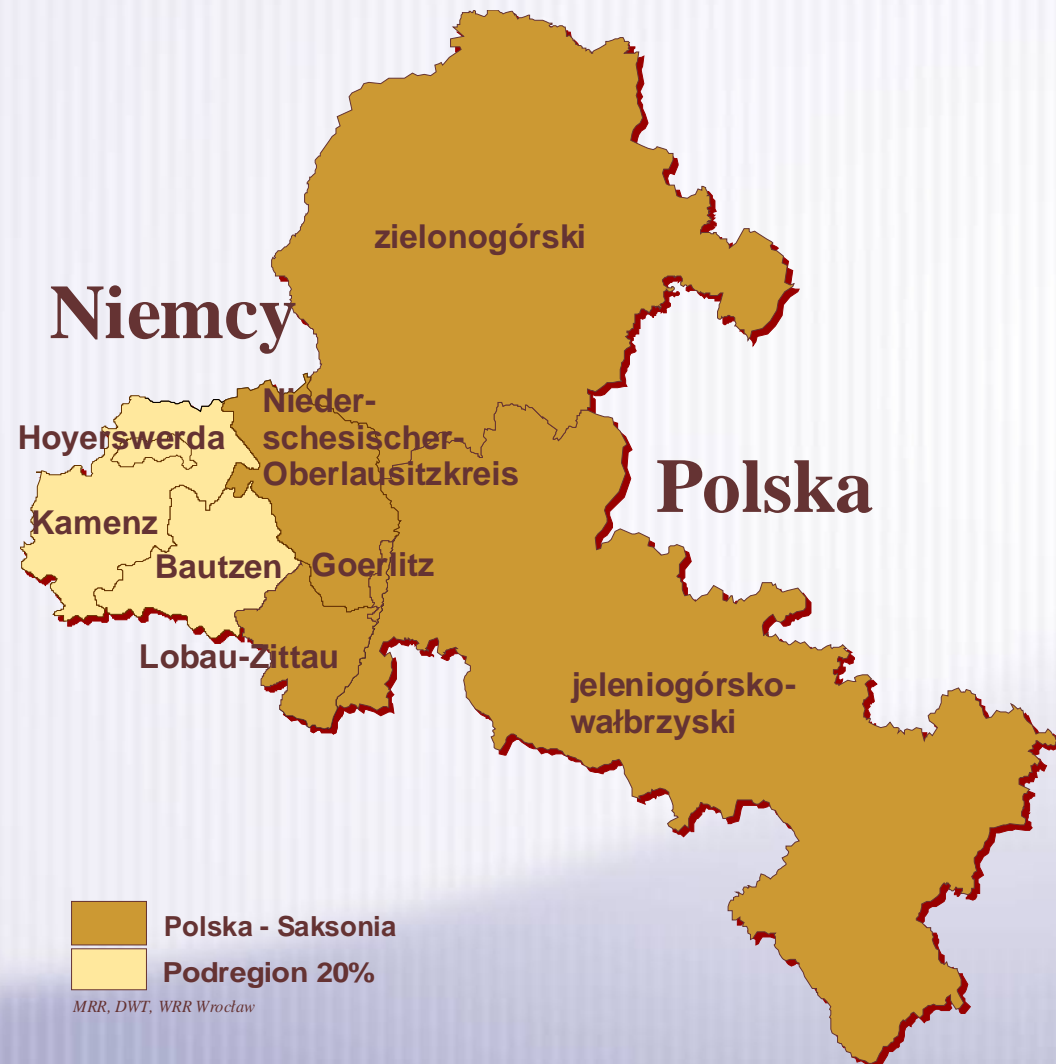 zielonogórski
Niemcy
Nieder-
schesischer-
Oberlausitzkreis
Hoyerswerda
Polska
Kamenz
Bautzen
Goerlitz
Lobau-Zittau
jeleniogórsko-
wałbrzyski
Polska - Saksonia
Podregion 20%
MRR, DWT, WRR Wrocław